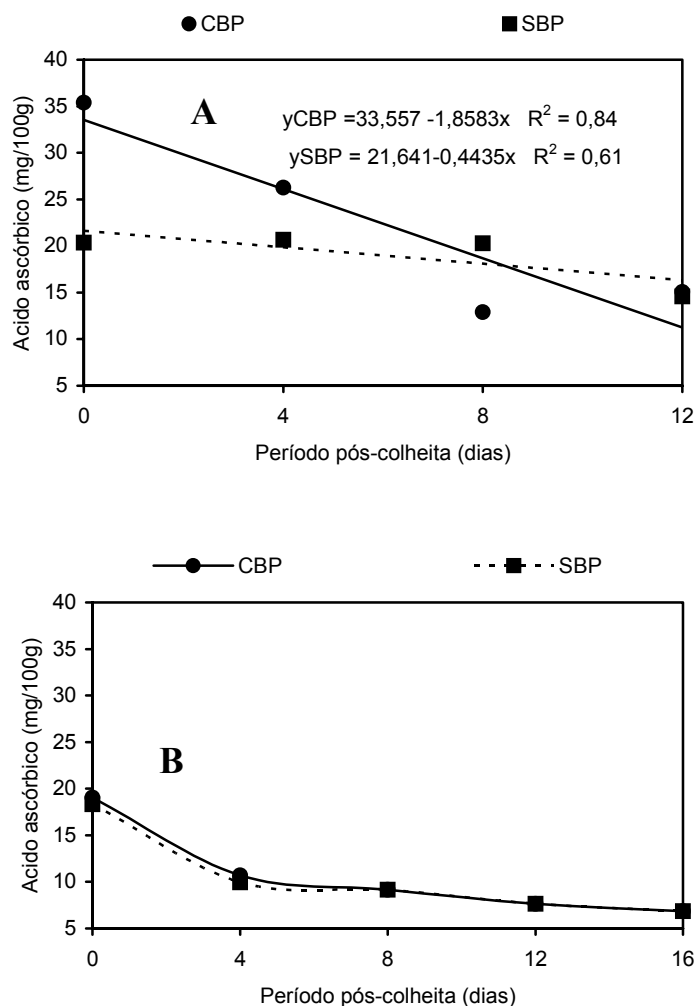 CBP SBP
40
35
30
25
20
15
10
5
Acido ascórbico (mg/100g)
A
yCBP =33,557 -1,8583x R² = 0,84
ySBP = 21,641-0,4435x R² = 0,61
0 4 8 12
Período pós-colheita (dias)
CBP SBP
40
35
30
25
20
15
10
5
Acido ascórbico (mg/100g)
B
0 4 8 12 16
Período pós-colheita (dias)